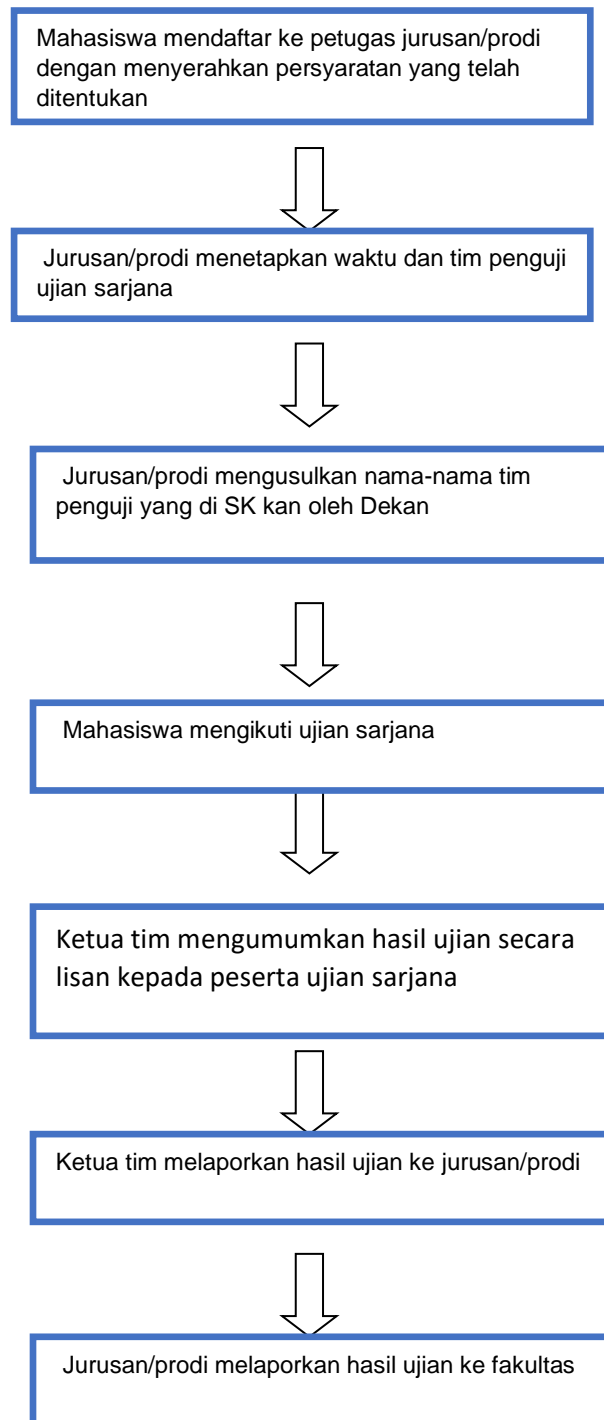 Mahasiswa mendaftar ke petugas jurusan/prodi
dengan menyerahkan persyaratan yang telah
ditentukan
Jurusan/prodi menetapkan waktu dan tim penguji
ujian sarjana
Jurusan/prodi mengusulkan nama-nama tim
penguji yang di SK kan oleh Dekan
Mahasiswa mengikuti ujian sarjana
Ketua tim mengumumkan hasil ujian secara
lisan kepada peserta ujian sarjana
Ketua tim melaporkan hasil ujian ke jurusan/prodi
Jurusan/prodi melaporkan hasil ujian ke fakultas